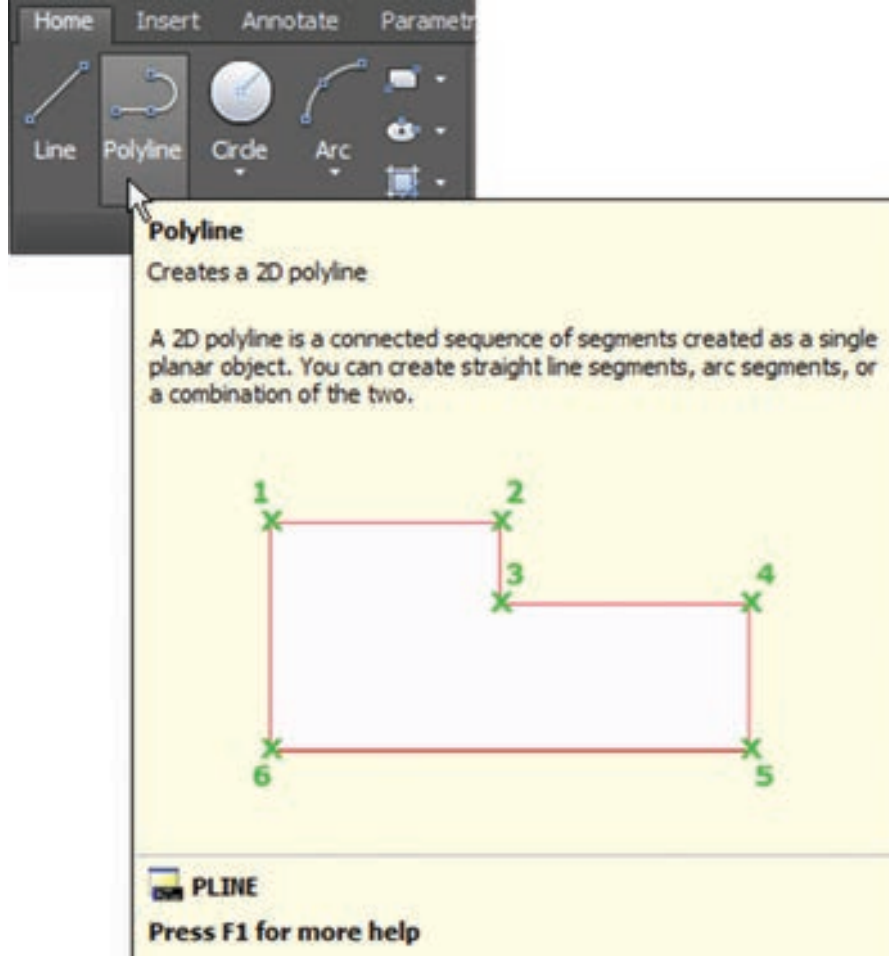 Home Insert Annotate
Line Polyline Circle Arc
Polyline
Creates a 2D polyline
A 2D polyline is a connected sequence of segments created as a single
planar object. You can create straight line segments, arc segments, or
a combination of the two.
1 2
3 4
6 5
PLINE
Press F1 for more help